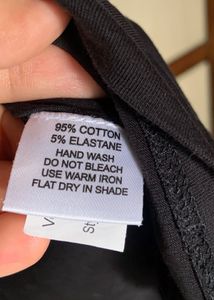 95% COTTON
5% ELASTANE
HAND WASH
DO NOT BLEACH
USE WARM IRON
FLAT DRY IN SHADE